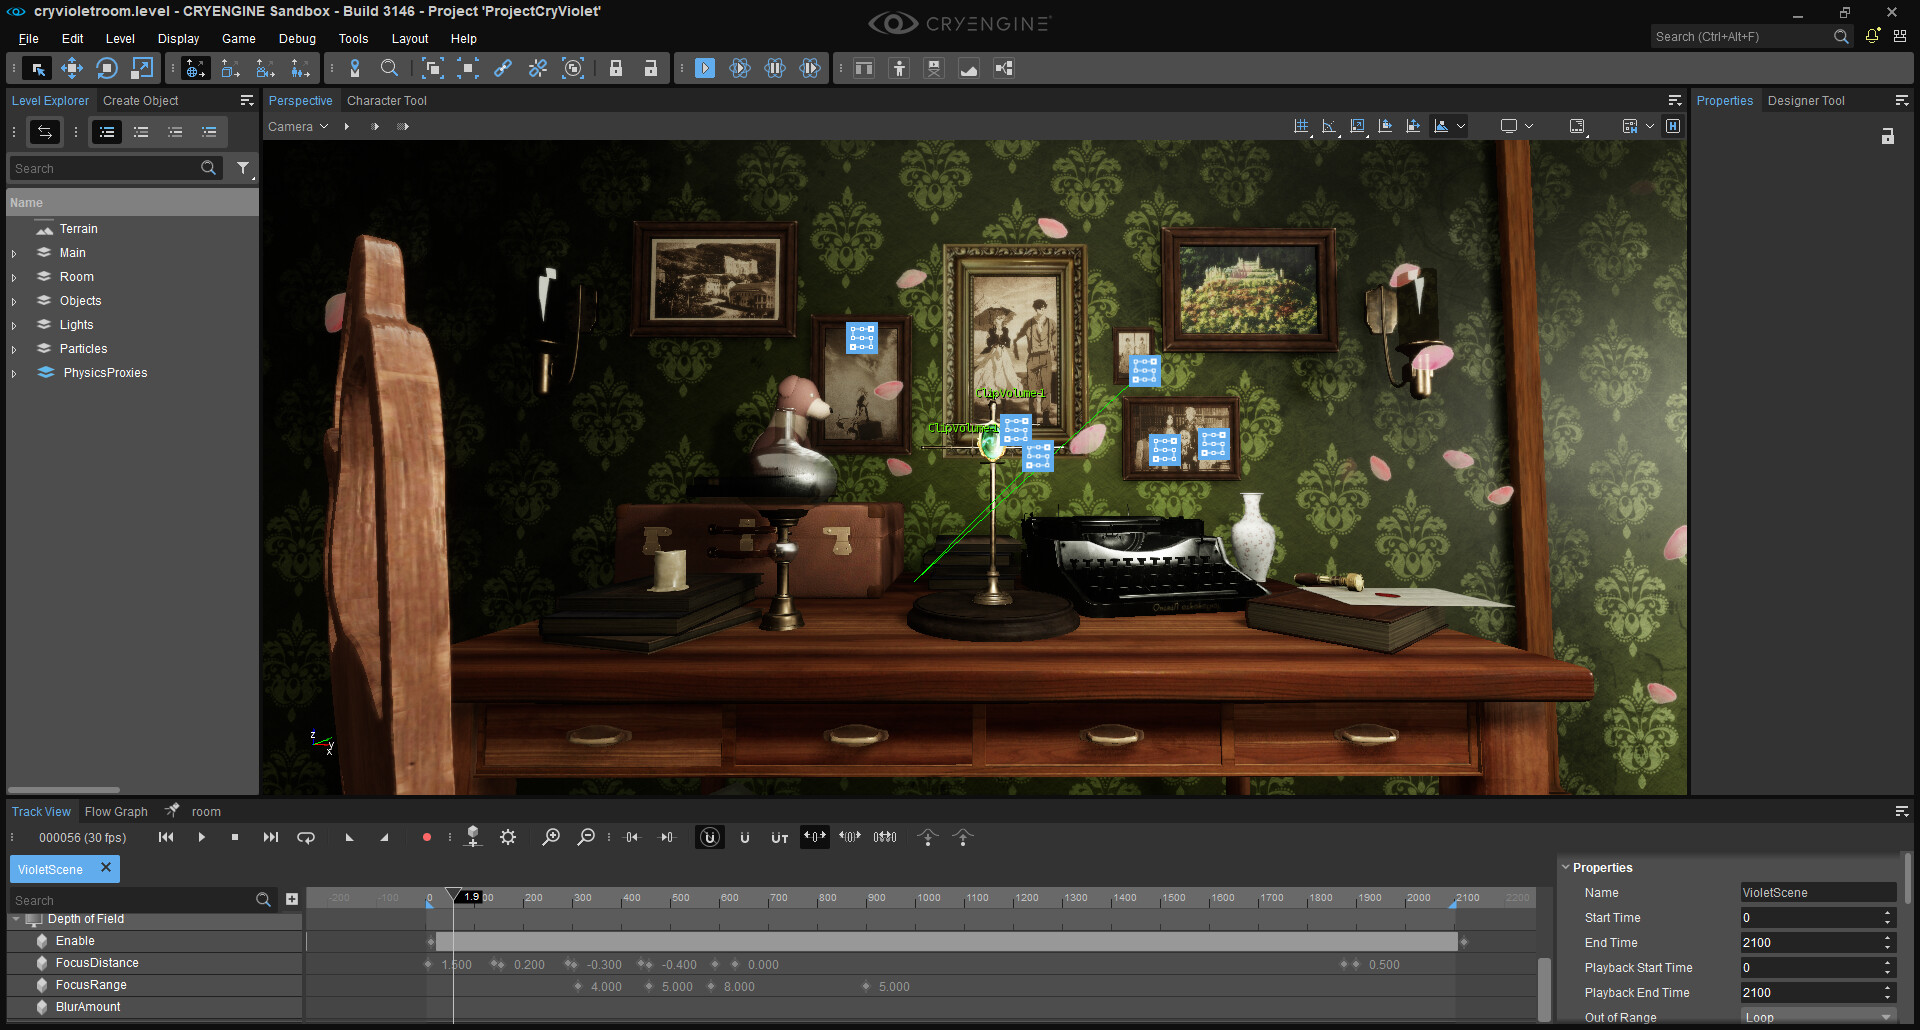 cryvioletroom.level - CRYENGINE Sandbox - Build 3146 - Project 'ProjectCryViolet'
CRYENGINE
File Edit Level Display Game Debug Tools Layout Help
Search (Ctrl+Alt+F)
Level Explorer Create Object
Perspective Character Tool
Properties Designer Tool
Camera
Search
Name
Terrain
Main
Room
Objects
Lights
Particles
PhysicsProxies
ClipVolume-1
z
y
x
Track View Flow Graph room
000056 (30 fps)
VioletScene
Search
-200 -100 0 1.9 200 300 400 500 600 700 800 900 1000 1100 1200 1300 1400 1500 1600 1700 1800 1900 2000 2100 2200
Depth of Field
Enable
FocusDistance 1.500 0.200 -0.300 -0.400 0.000 0.500
FocusRange 4.000 5.000 8.000 5.000
BlurAmount
Properties
Name VioletScene
Start Time 0
End Time 2100
Playback Start Time 0
Playback End Time 2100
Out of Range Loop